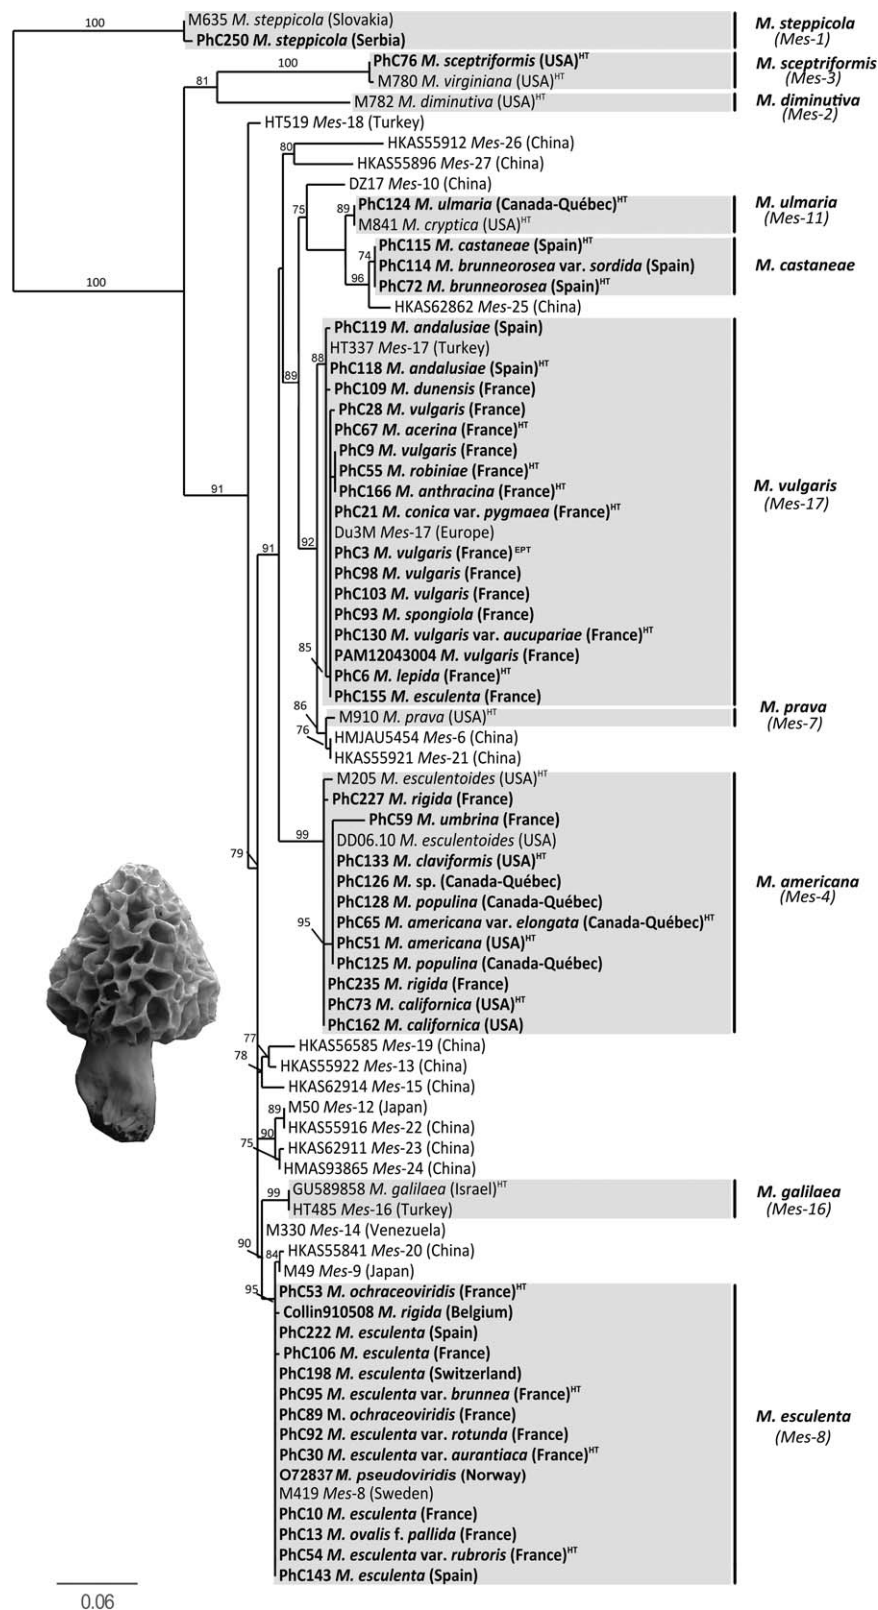 100
M635 M. steppicola (Slovakia)
PhC250 M. steppicola (Serbia)
M. steppicola
(Mes-1)
100
PhC76 M. sceptriformis (USA)HT
M780 M. virginiana (USA)HT
M. sceptriformis
(Mes-3)
81
M782 M. diminutiva (USA)HT
M. diminutiva
(Mes-2)
HT519 Mes-18 (Turkey)
80
HKAS55912 Mes-26 (China)
HKAS55896 Mes-27 (China)
DZ17 Mes-10 (China)
75
89
PhC124 M. ulmaria (Canada-Québec)HT
M841 M. cryptica (USA)HT
M. ulmaria
(Mes-11)
PhC115 M. castaneae (Spain)HT
74
PhC114 M. brunneorosea var. sordida (Spain)
M. castaneae
96
PhC72 M. brunneorosea (Spain)HT
100
HKAS62862 Mes-25 (China)
PhC119 M. andalusiae (Spain)
HT337 Mes-17 (Turkey)
88
PhC118 M. andalusiae (Spain)HT
89
PhC109 M. dunensis (France)
PhC28 M. vulgaris (France)
PhC67 M. acerina (France)HT
PhC9 M. vulgaris (France)
PhC55 M. robiniae (France)HT
91
PhC166 M. anthracina (France)HT
M. vulgaris
(Mes-17)
PhC21 M. conica var. pygmaea (France)HT
Du3M Mes-17 (Europe)
91
92
PhC3 M. vulgaris (France)EPT
PhC98 M. vulgaris (France)
PhC103 M. vulgaris (France)
PhC93 M. spongiola (France)
PhC130 M. vulgaris var. aucupariae (France)HT
85
PAM12043004 M. vulgaris (France)
PhC6 M. lepida (France)HT
PhC155 M. esculenta (France)
86
M910 M. prava (USA)HT
M. prava
(Mes-7)
76
HMJAU5454 Mes-6 (China)
HKAS55921 Mes-21 (China)
M205 M. esculentoides (USA)HT
PhC227 M. rigida (France)
PhC59 M. umbrina (France)
99
DD06.10 M. esculentoides (USA)
79
PhC133 M. claviformis (USA)HT
PhC126 M. sp. (Canada-Québec)
M. americana
(Mes-4)
PhC128 M. populina (Canada-Québec)
95
PhC65 M. americana var. elongata (Canada-Québec)HT
PhC51 M. americana (USA)HT
PhC125 M. populina (Canada-Québec)
PhC235 M. rigida (France)
PhC73 M. californica (USA)HT
PhC162 M. californica (USA)
77
HKAS56585 Mes-19 (China)
78
HKAS55922 Mes-13 (China)
HKAS62914 Mes-15 (China)
89
M50 Mes-12 (Japan)
90
HKAS55916 Mes-22 (China)
75
HKAS62911 Mes-23 (China)
HMAS93865 Mes-24 (China)
99
GU589858 M. galilaea (Israel)HT
HT485 Mes-16 (Turkey)
M. galilaea
(Mes-16)
M330 Mes-14 (Venezuela)
90
84
HKAS55841 Mes-20 (China)
M49 Mes-9 (Japan)
95
PhC53 M. ochraceoviridis (France)HT
Collin910508 M. rigida (Belgium)
PhC222 M. esculenta (Spain)
PhC106 M. esculenta (France)
PhC198 M. esculenta (Switzerland)
PhC95 M. esculenta var. brunnea (France)HT
PhC89 M. ochraceoviridis (France)
M. esculenta
(Mes-8)
PhC92 M. esculenta var. rotunda (France)
PhC30 M. esculenta var. aurantiaca (France)HT
O72837 M. pseudoviridis (Norway)
M419 Mes-8 (Sweden)
PhC10 M. esculenta (France)
PhC13 M. ovalis f. pallida (France)
PhC54 M. esculenta var. rubroris (France)HT
PhC143 M. esculenta (Spain)
0.06